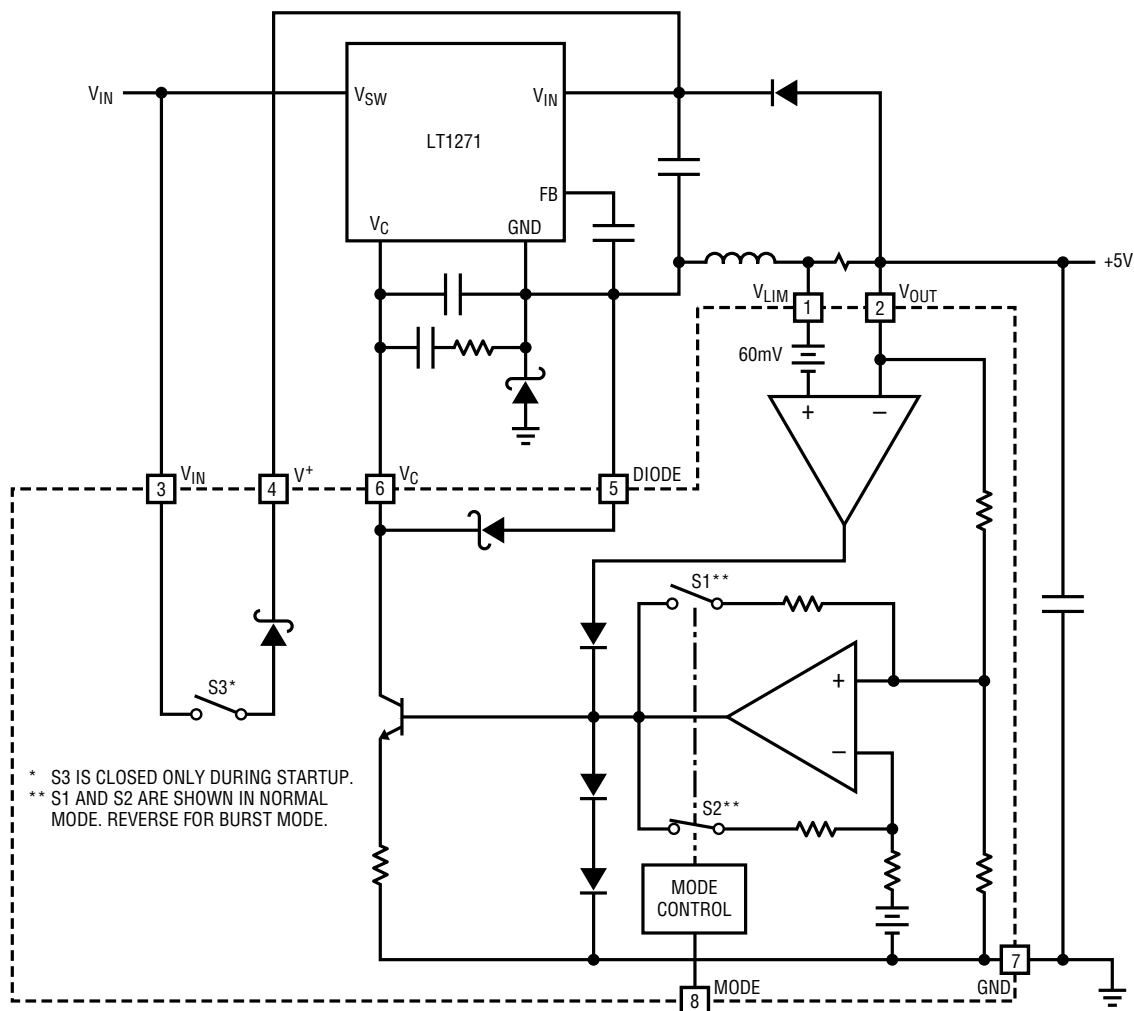 V_IN
V_SW
V_IN
LT1271
FB
V_C
GND
+5V
V_LIM
1
2
V_OUT
60mV
+
−
3
V_IN
4
V⁺
6
V_C
5
DIODE
S1**
S3*
+
−
S2**
* S3 IS CLOSED ONLY DURING STARTUP.
** S1 AND S2 ARE SHOWN IN NORMAL
MODE. REVERSE FOR BURST MODE.
MODE
CONTROL
7
GND
8
MODE